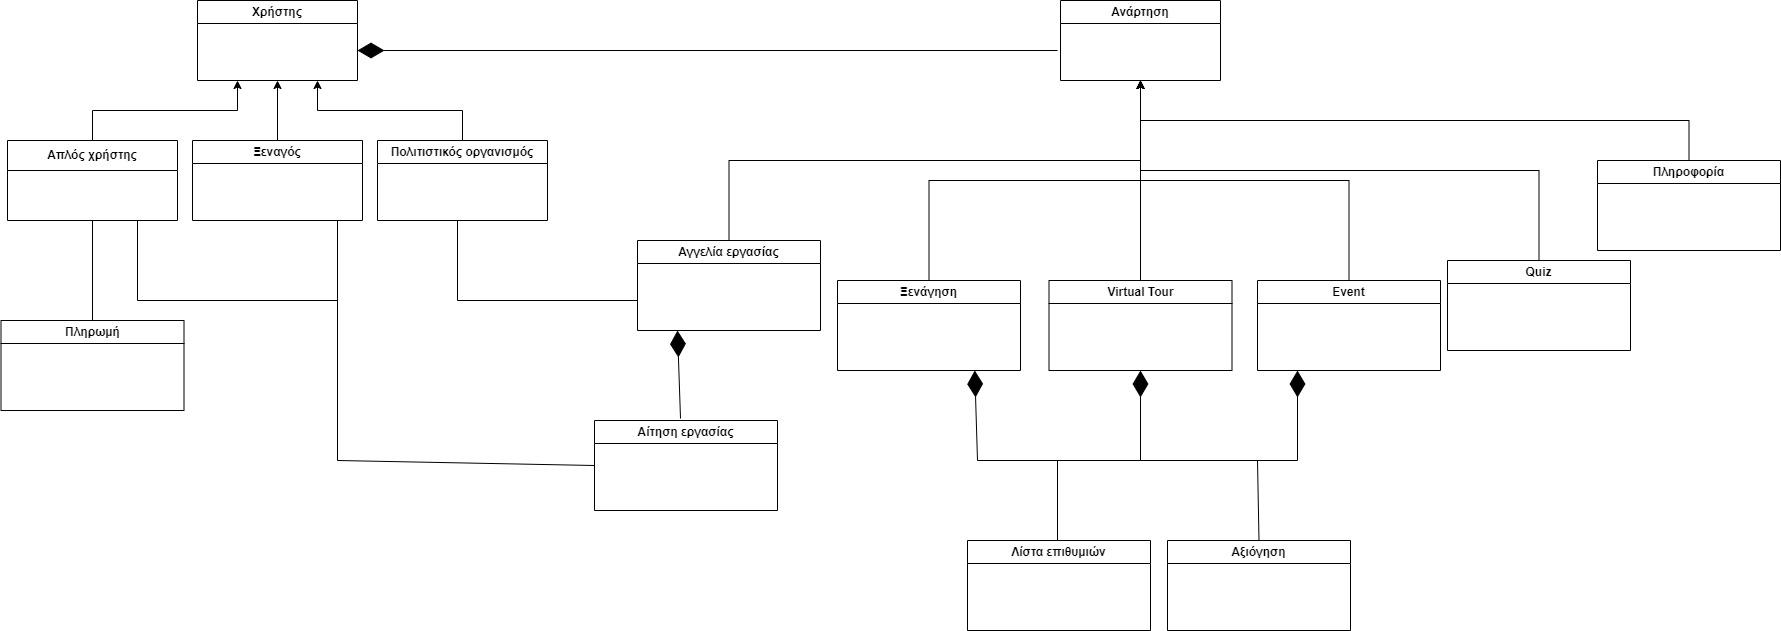 Χρήστης
Ανάρτηση
Απλός χρήστης
Ξεναγός
Πολιτιστικός οργανισμός
Πληροφορία
Αγγελία εργασίας
Quiz
Ξενάγηση
Virtual Tour
Event
Πληρωμή
Αίτηση εργασίας
Λίστα επιθυμιών
Αξιόγηση